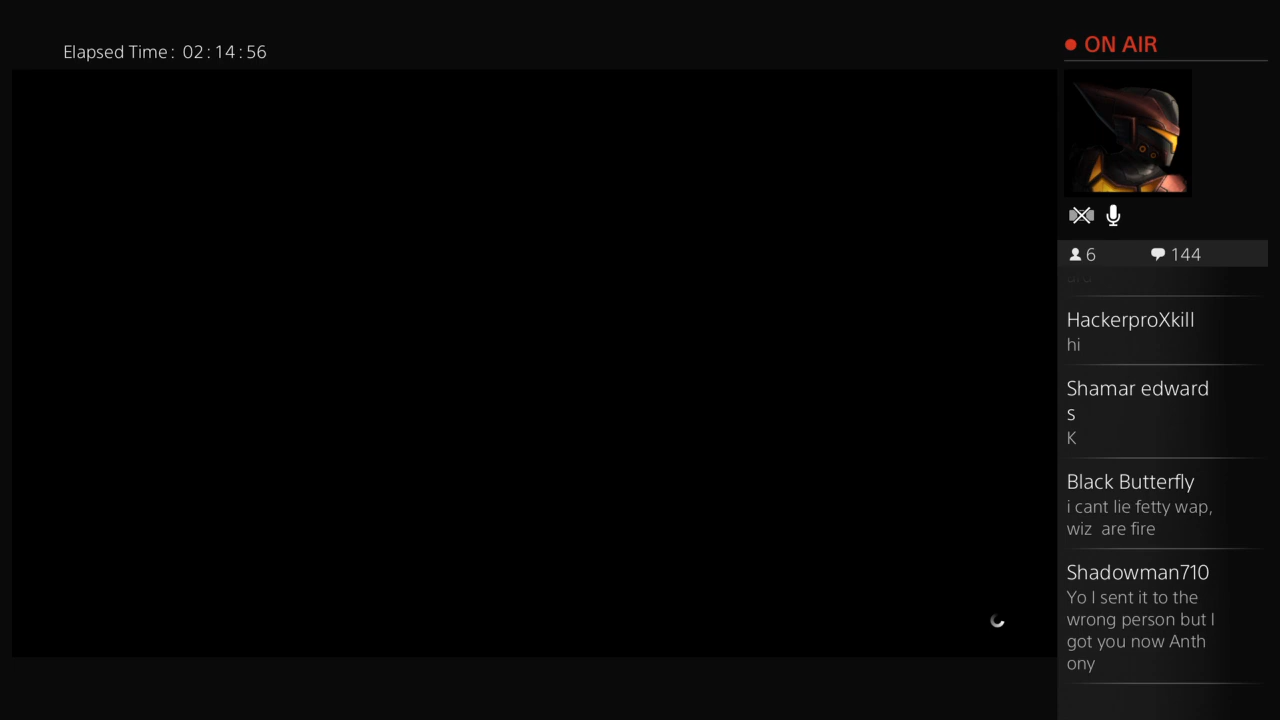 Elapsed Time: 02:14:56
ON AIR
6
144
HackerproXkill
hi
Shamar edward
s
K
Black Butterfly
i cant lie fetty wap,
wiz  are fire
Shadowman710
Yo I sent it to the
wrong person but I
got you now Anth
ony